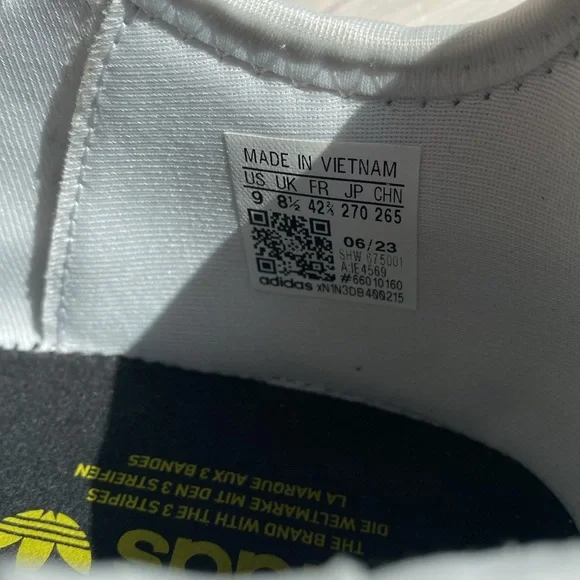 MADE IN VIETNAM
US UK FR JP CHN
9 8½ 42⅔ 270 265
06/23
SHW 675001
A:IE4569
#66010160
adidas xN1N3DB400215
LA MARQUE AUX 3 BANDES
DIE WELTMARKE MIT DEN 3 STREIFEN
THE BRAND WITH THE 3 STRIPES